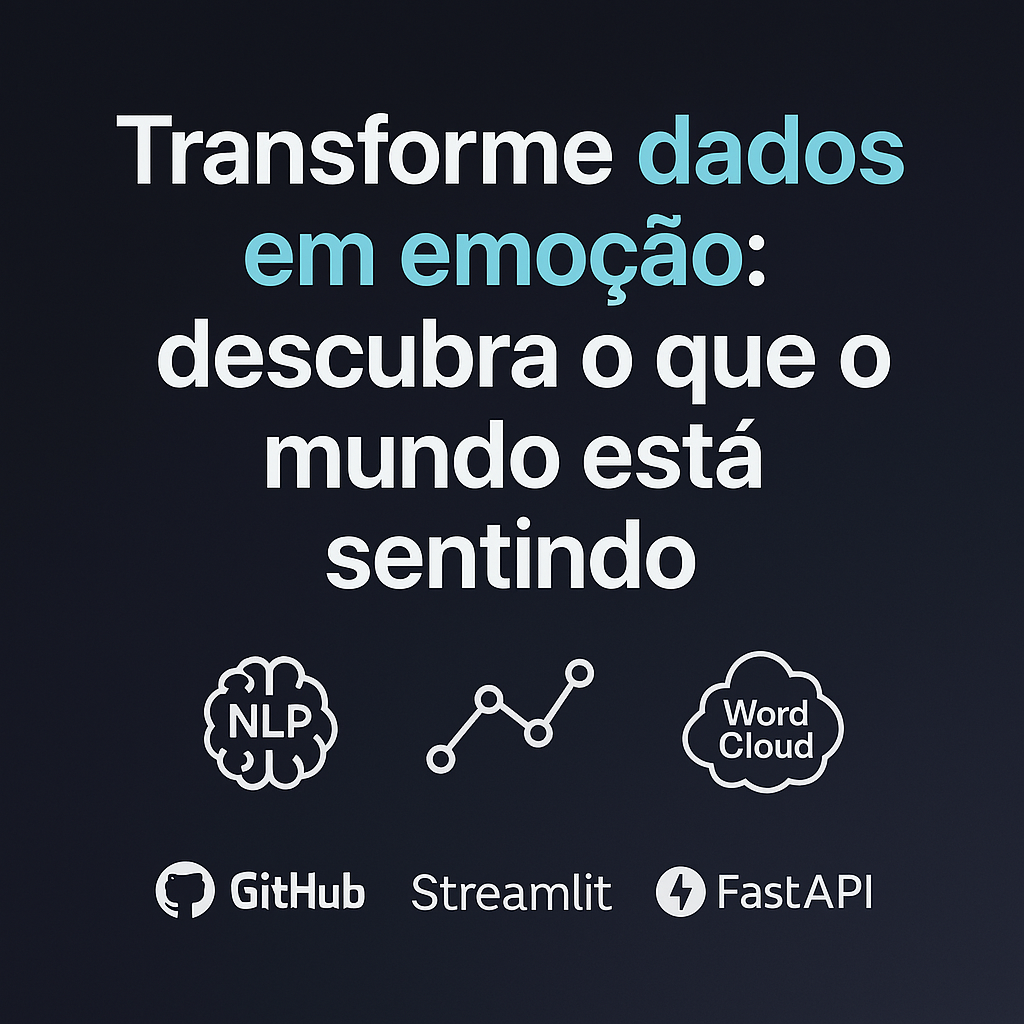 Transforme dados
em emoção:
descubra o que o
mundo está
sentindo
NLP
Word
Cloud
GitHub
Streamlit
FastAPI